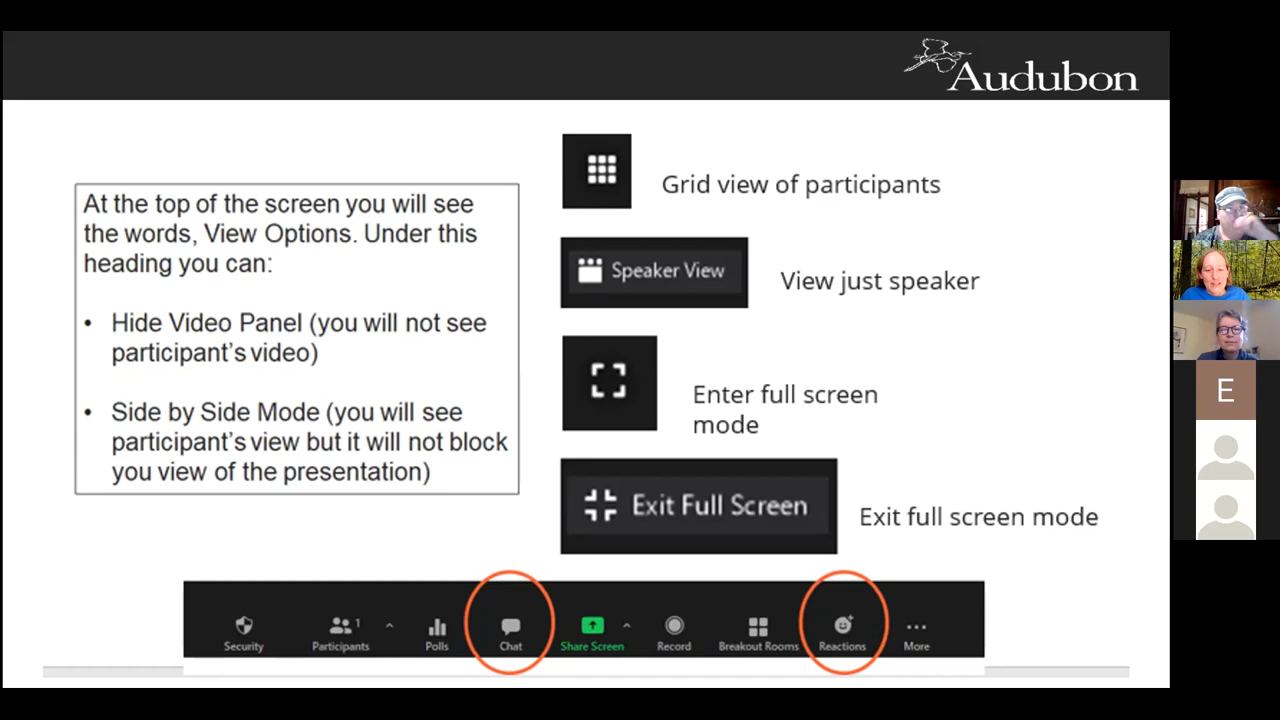 Audubon
At the top of the screen you will see
the words, View Options. Under this
heading you can:
• Hide Video Panel (you will not see
participant's video)
• Side by Side Mode (you will see
participant's view but it will not block
you view of the presentation)
Grid view of participants
Speaker View
View just speaker
Enter full screen
mode
Exit Full Screen
Exit full screen mode
Security
Participants
1
Polls
Chat
Share Screen
Record
Breakout Rooms
Reactions
More
E